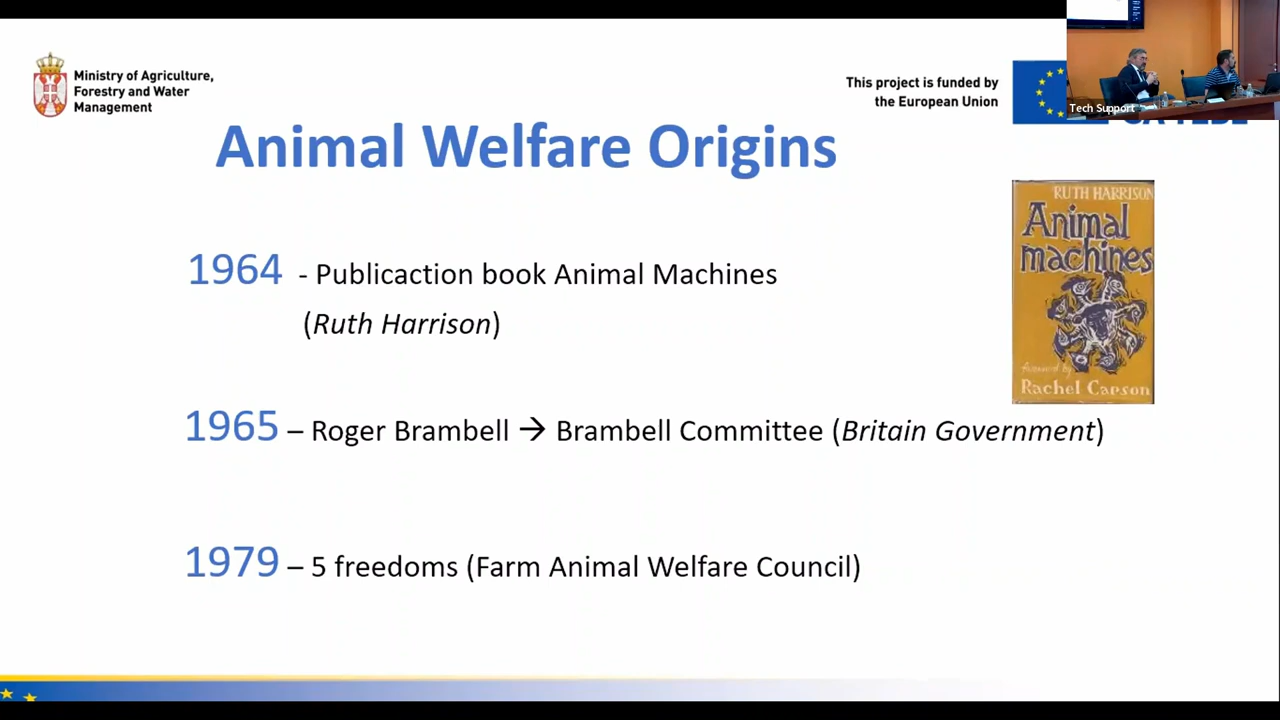 Ministry of Agriculture,
Forestry and Water
Management
This project is funded by
the European Union
Tech Support
Animal Welfare Origins
RUTH HARRISON
Animal
machines
foreword by
Rachel Carson
1964 - Publicaction book Animal Machines
(Ruth Harrison)
1965 – Roger Brambell → Brambell Committee (Britain Government)
1979 – 5 freedoms (Farm Animal Welfare Council)